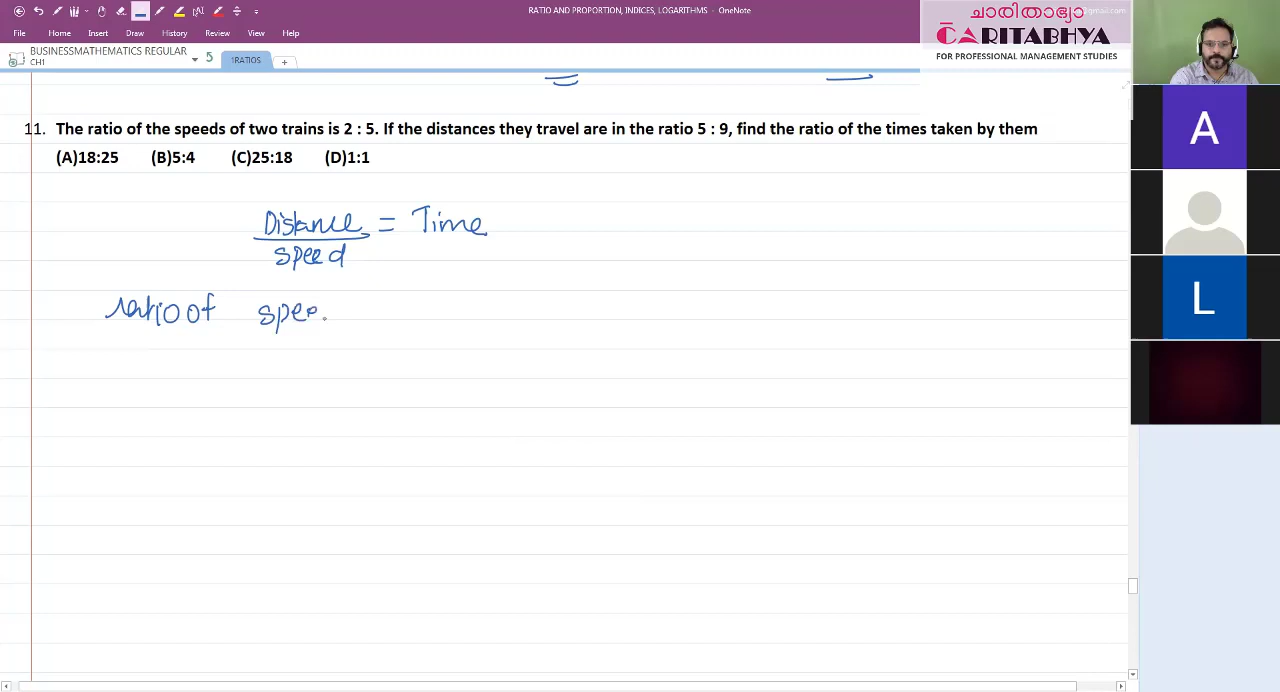 RATIO AND PROPORTION, INDICES, LOGARITHMS - OneNote
ചാരിതാഭ്യാ
@gmail.com
CARITABHYA
FOR PROFESSIONAL MANAGEMENT STUDIES
File Home Insert Draw History Review View Help
BUSINESSMATHEMATICS REGULAR
CH1
5
1RATIOS
11. The ratio of the speeds of two trains is 2 : 5. If the distances they travel are in the ratio 5 : 9, find the ratio of the times taken by them
(A)18:25 (B)5:4 (C)25:18 (D)1:1
Distance = Time
speed
ratio of spee
A
L